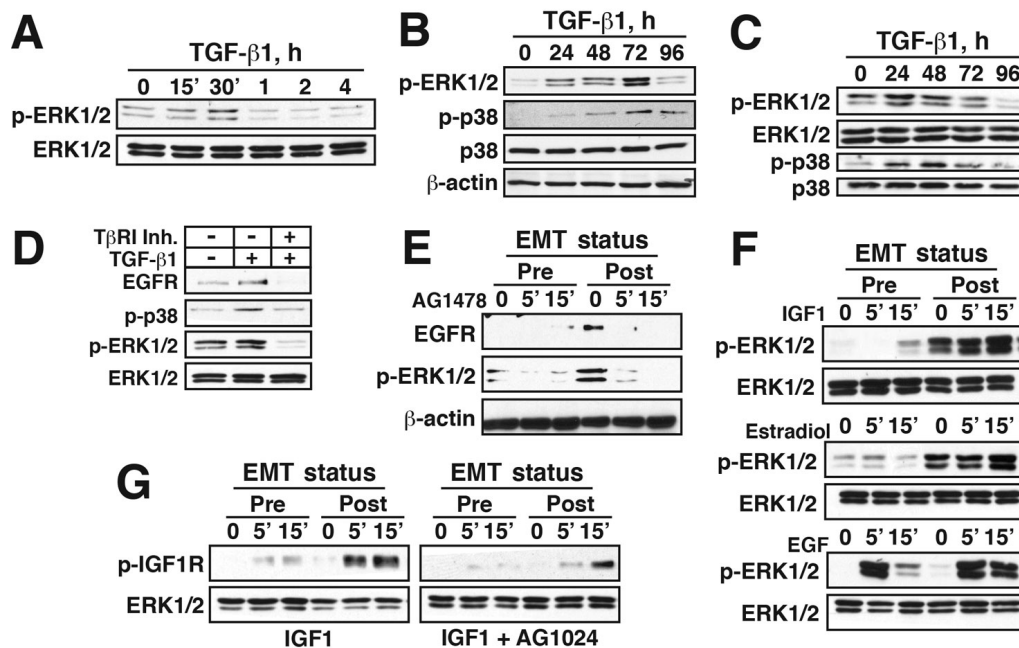 A
TGF-β1, h
0 15’ 30’ 1 2 4
p-ERK1/2
ERK1/2
B
TGF-β1, h
0 24 48 72 96
p-ERK1/2
p-p38
p38
β-actin
C
TGF-β1, h
0 24 48 72 96
p-ERK1/2
ERK1/2
p-p38
p38
D
TβRI Inh. - - +
TGF-β1 - + +
EGFR
p-p38
p-ERK1/2
ERK1/2
E
EMT status
Pre Post
AG1478 0 5’ 15’ 0 5’ 15’
EGFR
p-ERK1/2
β-actin
F
EMT status
Pre Post
IGF1 0 5’ 15’ 0 5’ 15’
p-ERK1/2
ERK1/2
Estradiol 0 5’ 15’ 0 5’ 15’
p-ERK1/2
ERK1/2
EGF 0 5’ 15’ 0 5’ 15’
p-ERK1/2
ERK1/2
G
EMT status EMT status
Pre Post Pre Post
0 5’ 15’ 0 5’ 15’ 0 5’ 15’ 0 5’ 15’
p-IGF1R
ERK1/2
IGF1 IGF1 + AG1024